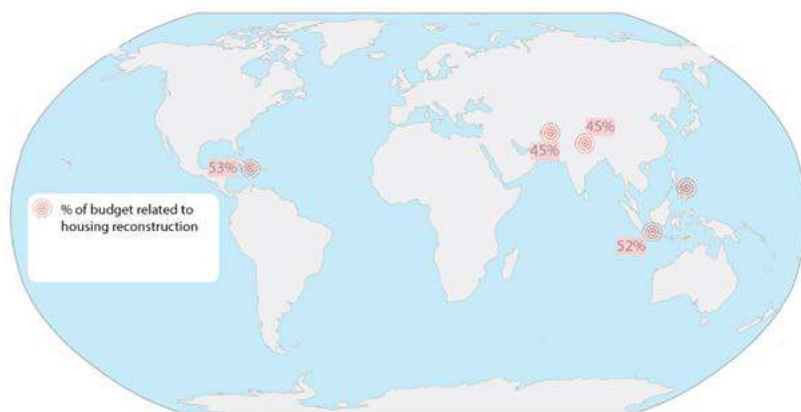 45%
45%
53%
52%
% of budget related to
housing reconstruction